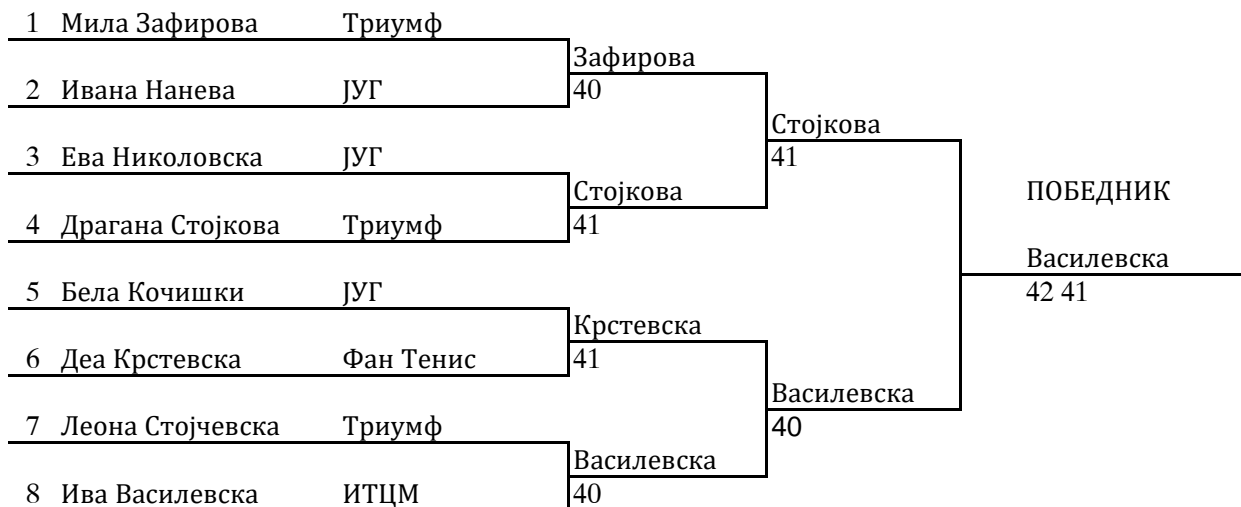 1 Мила Зафирова Триумф
Зафирова
2 Ивана Нанева ЈУГ 40
Стојкова
3 Ева Николовска ЈУГ 41
Стојкова ПОБЕДНИК
4 Драгана Стојкова Триумф 41
Василевска
5 Бела Кочишки ЈУГ 42 41
Крстевска
6 Деа Крстевска Фан Тенис 41
Василевска
7 Леона Стојчевска Триумф 40
Василевска
8 Ива Василевска ИТЦМ 40